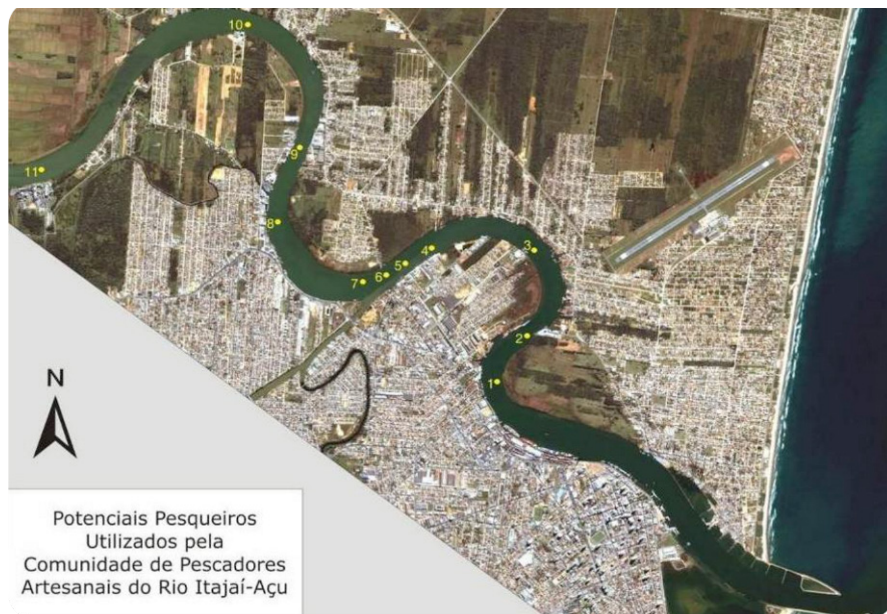 10
9
11
8
3
4
5
6
7
2
1
N
Potenciais Pesqueiros
Utilizados pela
Comunidade de Pescadores
Artesanais do Rio Itajaí-Açu